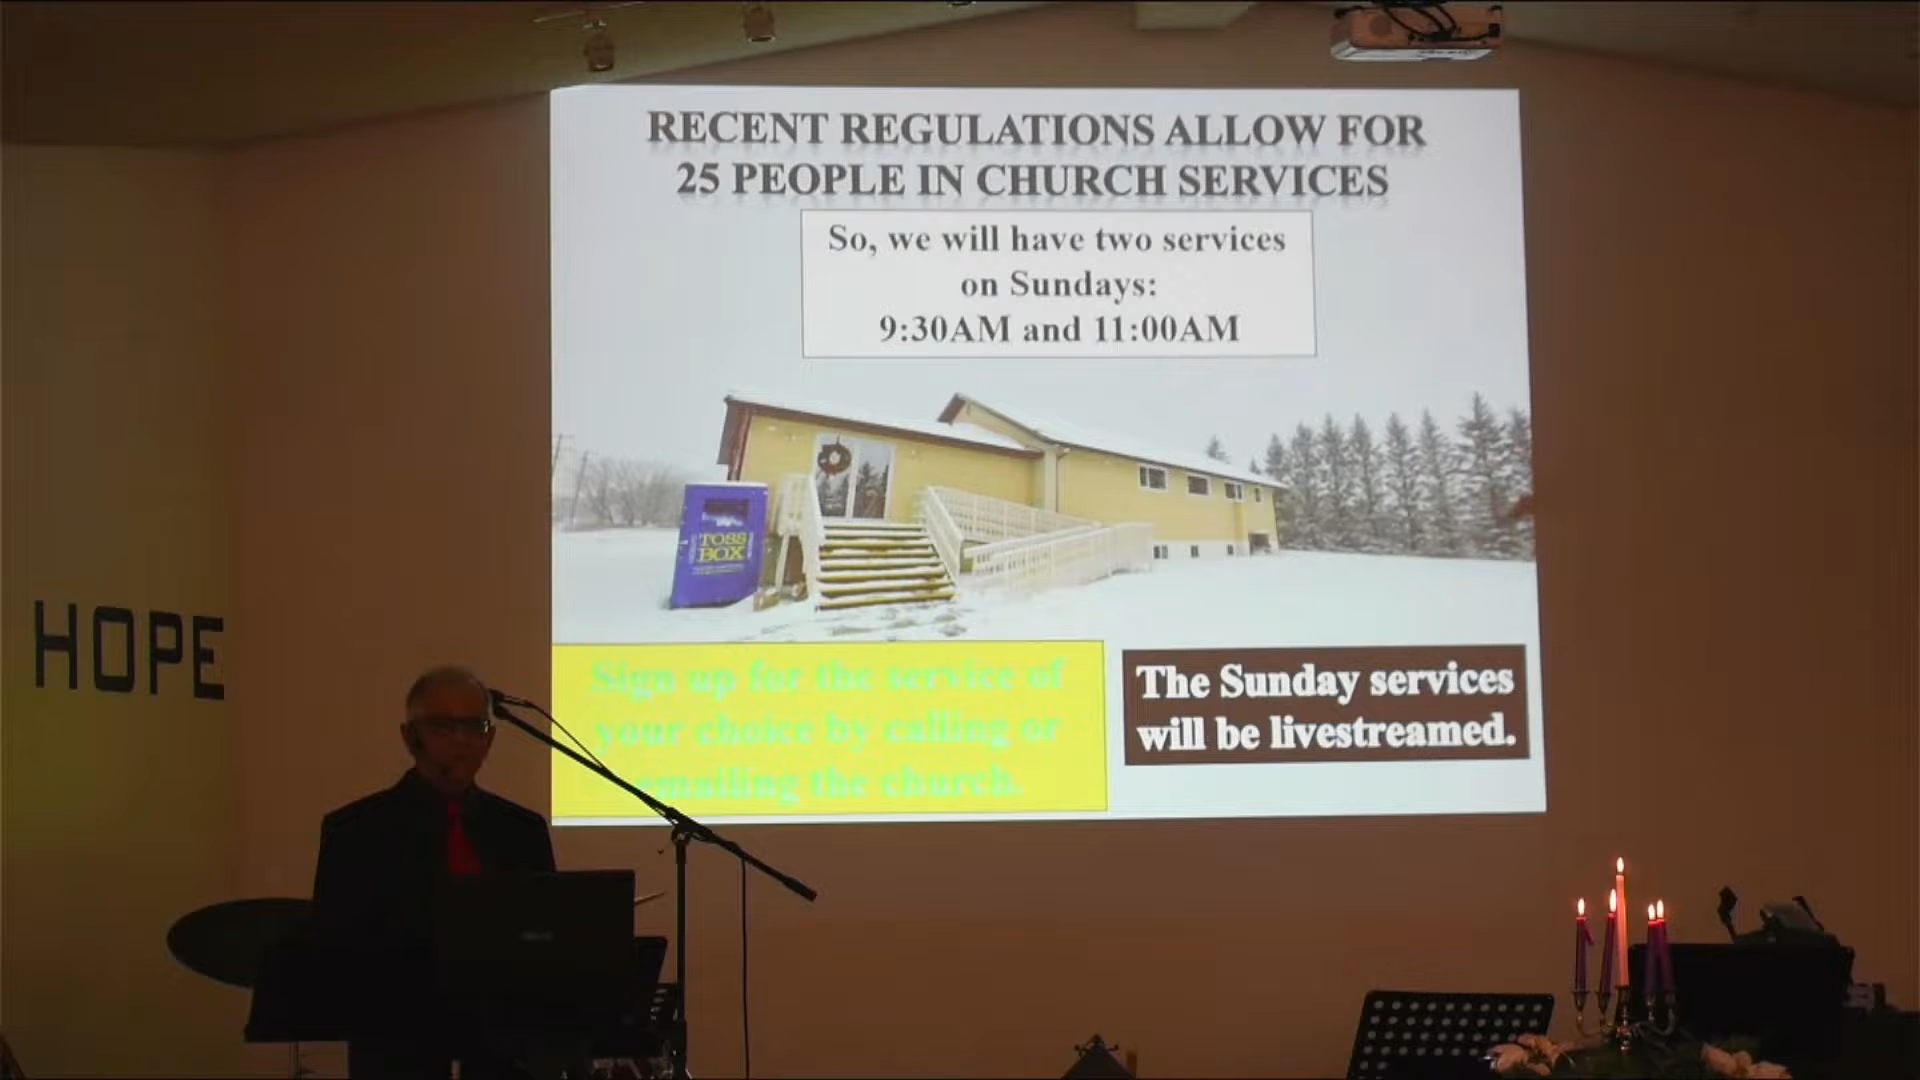 RECENT REGULATIONS ALLOW FOR
25 PEOPLE IN CHURCH SERVICES
So, we will have two services
on Sundays:
9:30AM and 11:00AM
TOSS
BOX
HOPE
Sign up for the service of
your choice by calling or
emailing the church.
The Sunday services
will be livestreamed.